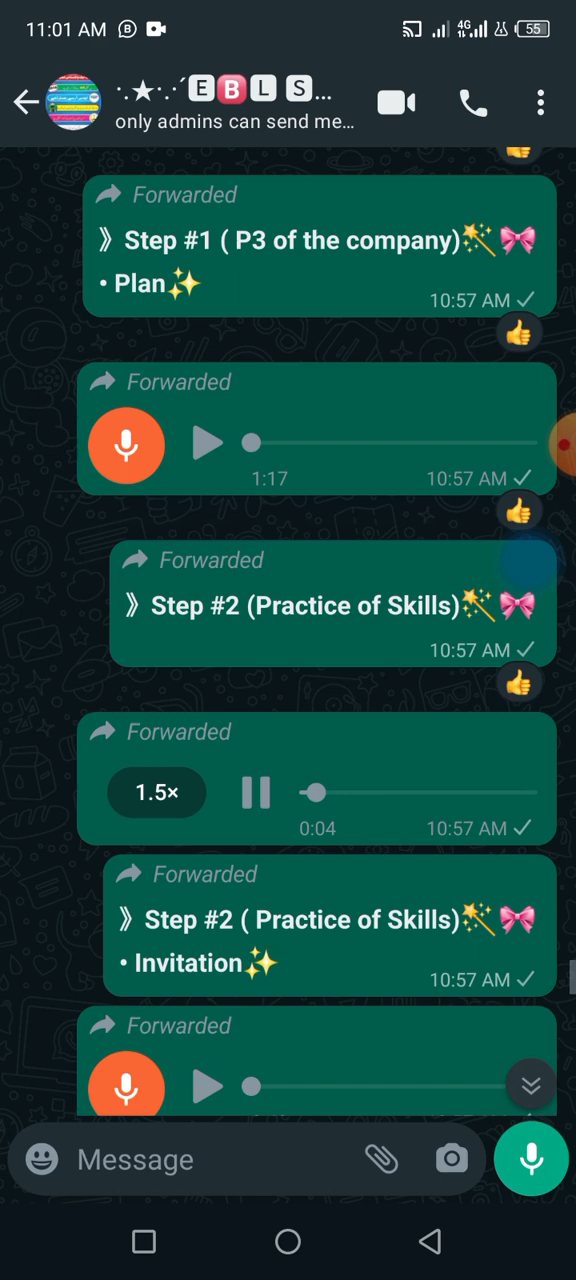 11:01 AM
4G
55
·.★·.·´🄴🅱🄻 🅂...
only admins can send me...
Forwarded
》Step #1 ( P3 of the company)🪄🎀
• Plan✨
10:57 AM
Forwarded
1:17
10:57 AM
Forwarded
》Step #2 (Practice of Skills)🪄🎀
10:57 AM
Forwarded
1.5×
0:04
10:57 AM
Forwarded
》Step #2 ( Practice of Skills)🪄🎀
• Invitation✨
10:57 AM
Forwarded
Message